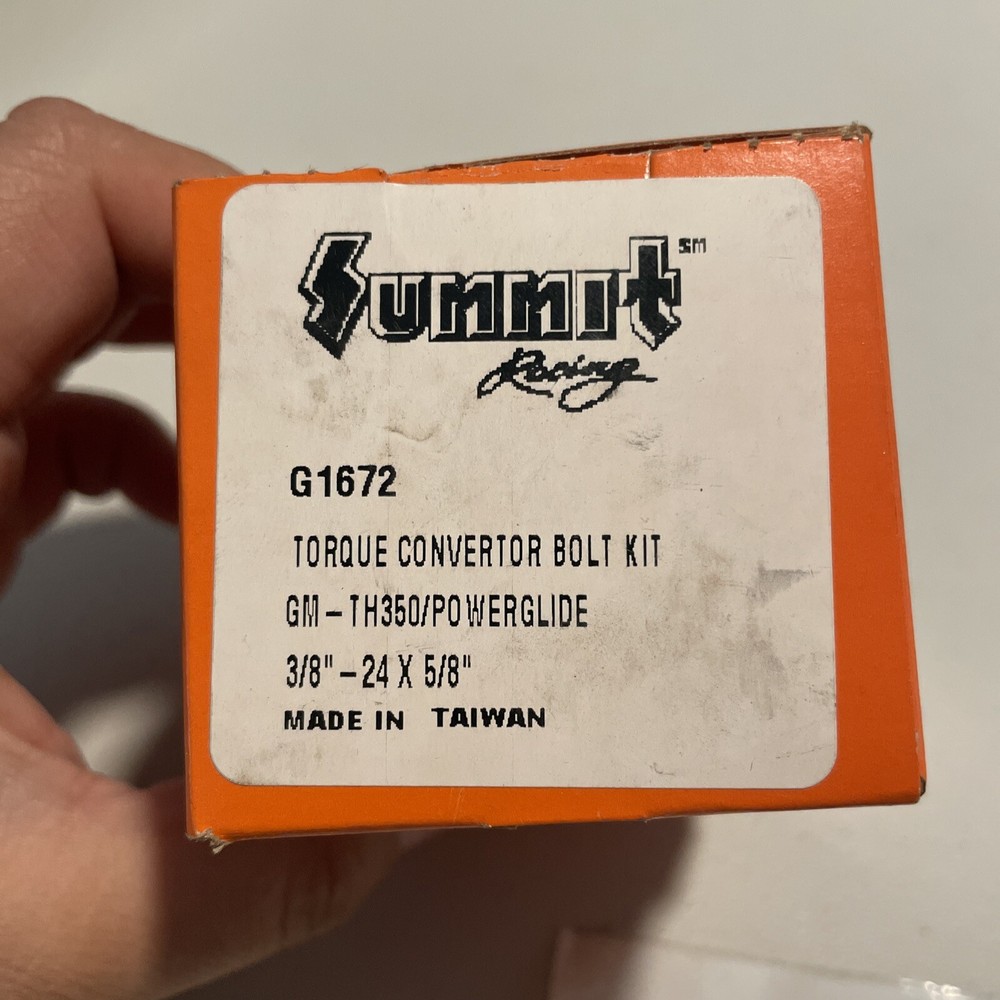 Summit SM
Racing
G1672
TORQUE CONVERTOR BOLT KIT
GM-TH350/POWERGLIDE
3/8"-24 X 5/8"
MADE IN TAIWAN